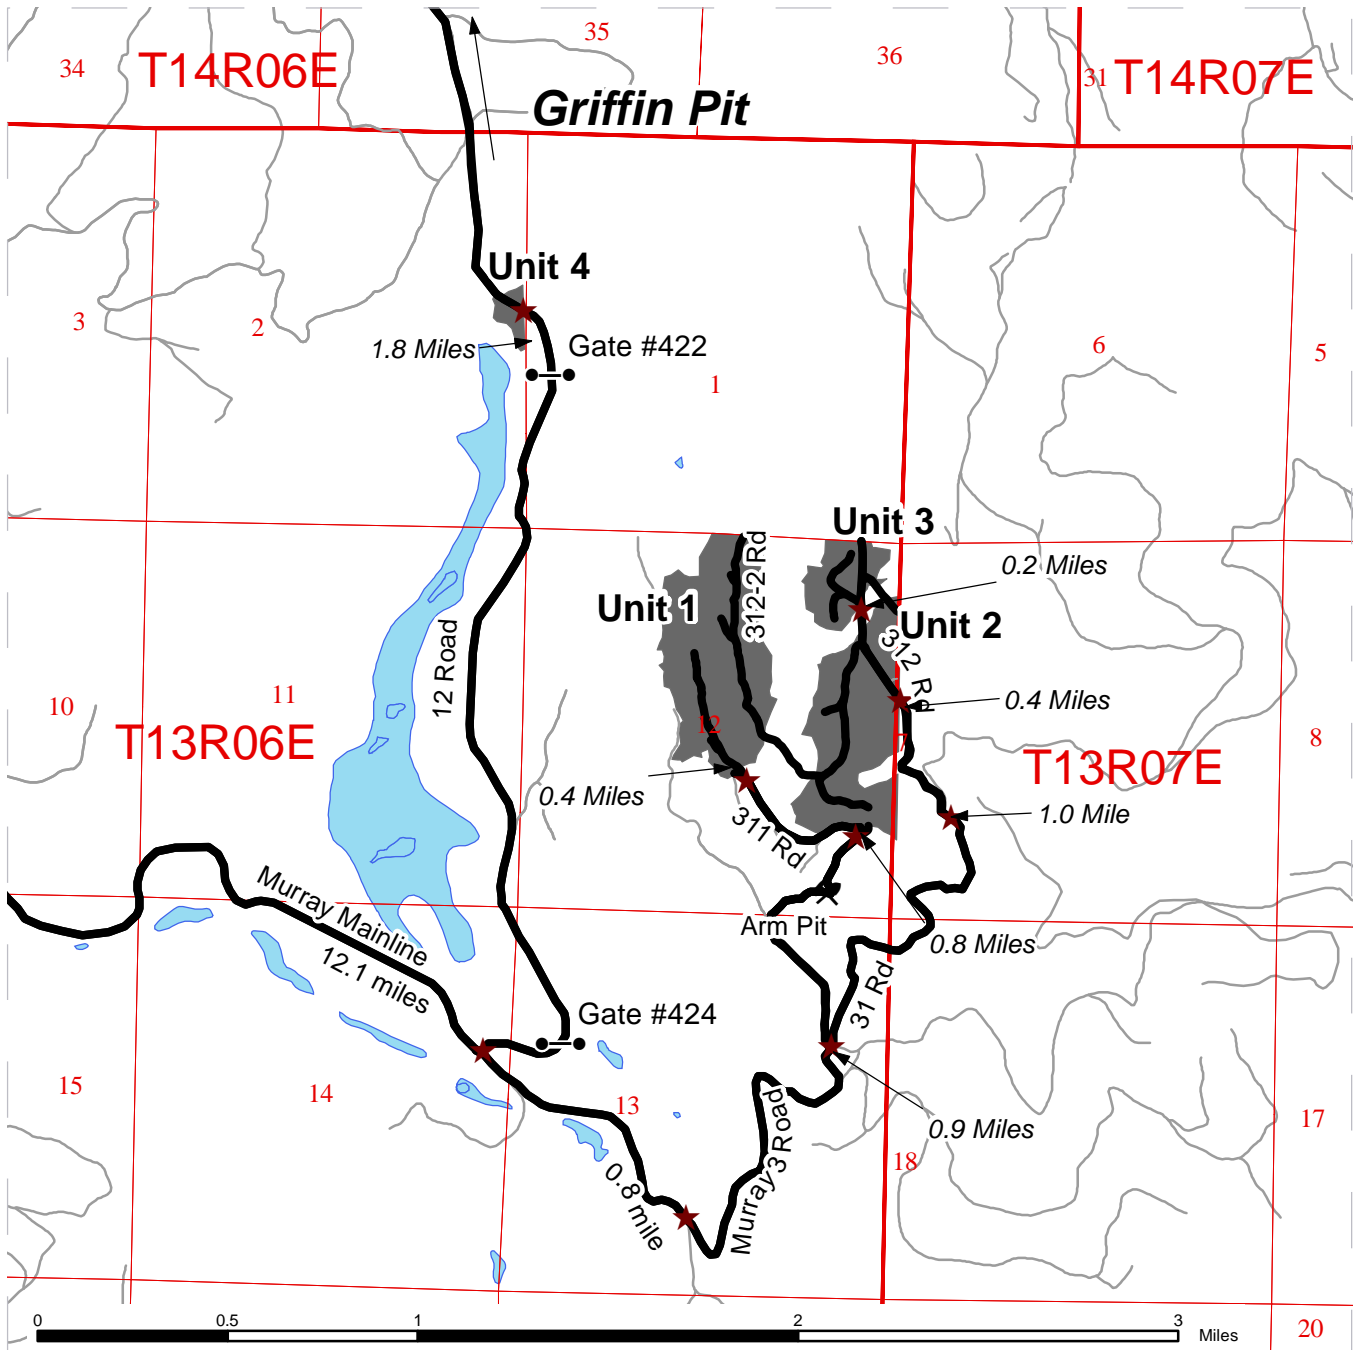 35
36
34
T14R06E
31
T14R07E
Griffin Pit
Unit 4
3
2
1.8 Miles
Gate #422
1
6
5
Unit 3
312-2 Rd
0.2 Miles
Unit 1
Unit 2
312 Rd
12 Road
10
11
T13R06E
12
7
0.4 Miles
8
T13R07E
0.4 Miles
311 Rd
1.0 Mile
Murray Mainline
12.1 miles
Arm Pit
0.8 Miles
31 Rd
Gate #424
15
14
13
Murray 3 Road
0.9 Miles
17
18
0.8 mile
0
0.5
1
2
3
Miles
20